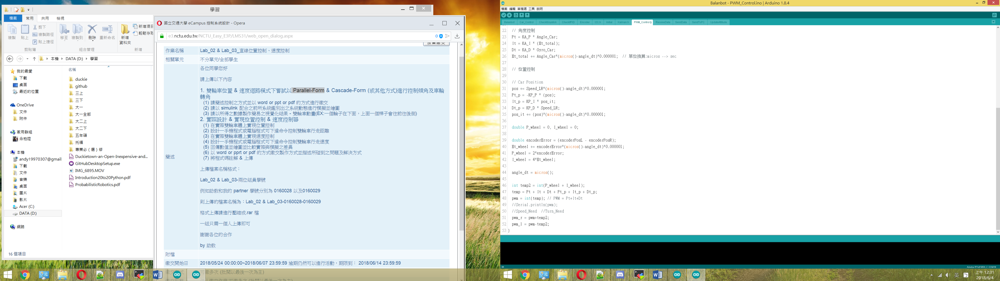 學習
檔案 常用 共用 檢視
複製 貼上 剪下 複製路徑 貼上捷徑 移至 複製到 刪除 重新命名 新增資料夾 新增項目 輕鬆存取
剪貼簿 組合管理 新增
本機 DATA (D:) 學習
我的最愛
下載
桌面
最近的位置
OneDrive
文件
附件
家用群組
余柏陞
本機
andy19970307@gmail
下載
文件
音樂
桌面
圖片
影片
Acer (C:)
DATA (D:)
網路
名稱
duckie
github
三上
三下
大一
大一全部
大二上
大二下
五年碩
托福
專業必（選）修
Duckietown-an-Open-Inexpensive-and...
GitHubDesktopSetup.exe
IMG_6895.MOV
Introduction20to20Python.pdf
ProbabilisticRobotics.pdf
16 個項目
國立交通大學 eCampus 控制系統設計 - Opera
e3.nctu.edu.tw/NCTU_Easy_E3P/LMS31/web_open_dialog.aspx 0
作業名稱 Lab_02 & Lab_03_直線位置控制、速度控制
相關單元 不分單元/全部學生
簡述
各位同學您好
請上傳以下內容
1. 雙輪車位置 & 速度迴路模式下嘗試以 Parallel-Form & Cascade-Form (或其他方式)進行控制傾角及車輪
轉角
(1) 請簡述控制之方式並以 word or ppt or pdf 的方式進行繳交
(2) 請以 simulink 配合之前所系統鑑別出之系統動態進行模擬並繪圖
(3) 請以所得之數據製作簡易之視覺化結果 - 雙輪車動畫(EX:一個輪子在下面，上面一個桿子會往前往後倒)
2. 實際設計 & 實現位置控制 & 速度控制器
(1) 在實際雙輪車體上實現位置控制
(2) 設計一手機程式或電腦程式可下達命令控制雙輪車行走距離
(3) 在實際雙輪車體上實現速度控制
(4) 設計一手機程式或電腦程式可下達命令控制雙輪車行走速度
(5) 回傳數值並繪圖並比較實際與模擬之差異
(6) 以 word or pprt or pdf 的方式繳交製作方式並描述所碰到之問題及解決方式
(7) 將程式碼註解 & 上傳
上傳檔案名稱格式：
Lab_02 & Lab_03-兩位組員學號
例如助教和我的 partner 學號分別為 0160028 以及0160029
則上傳的檔案名稱為：Lab_02 & Lab_03-0160028-0160029
格式上傳請進行壓縮成.rar 檔
一組只需一個人上傳即可
謝謝各位的合作
by 助教
附檔
繳交開始日 2018/05/24 00:00:00~2018/06/07 23:59:59 逾期仍然可以進行活動，期限到： 2018/06/14 23:59:59
可繳多次 (批閱以最後一次為主)
Balanbot - PWM_Control.ino | Arduino 1.8.4
檔案 編輯 草稿碼 工具 說明
Balanbot Car_Control CheckJoystick CheckPID Encoder I2C.h Initial Kalman.h PWM_Control § ReceiveData SendData SendToPC UpdateAttitude
22 // 角度控制
23 Pt = KA_P * Angle_Car;
24 It = KA_I * (Et_total);
25 Dt = KA_D * Gyro_Car;
26 Et_total += Angle_Car*(micros()-angle_dt)*0.000001; // 單位換算:micros --> sec
27
28 // 位置控制
29
30 // Car Position
31 pos += Speed_LR*(micros()-angle_dt)*0.000001;
32 Pt_p = -KP_P * (pos);
33 It_p = KP_I * pos_it;
34 Dt_p = KP_D * Speed_LR;
35 pos_it += (pos)*(micros()-angle_dt)*0.000001;
36
37 double P_wheel = 0, I_wheel = 0;
38
39 double encoderError = (encoderPosL - encoderPosR);
40 Et_wheel += encoderError*(micros()-angle_dt)*0.000001;
41 P_wheel = 2*encoderError;
42 I_wheel = 4*Et_wheel;
43
44 angle_dt = micros();
45
46 int temp2 = int(P_wheel + I_wheel);
47 temp = Pt + It + Dt + Pt_p + It_p + Dt_p;
48 pwm = int(temp); // PWM = Pt+It+Dt
49 //Serial.println(pwm);
50 //Speed_Need //Turn_Need
51 pwm_r = pwm+temp2;
52 pwm_l = pwm-temp2;
53 }
36
英
上午 12:31
2018/6/4